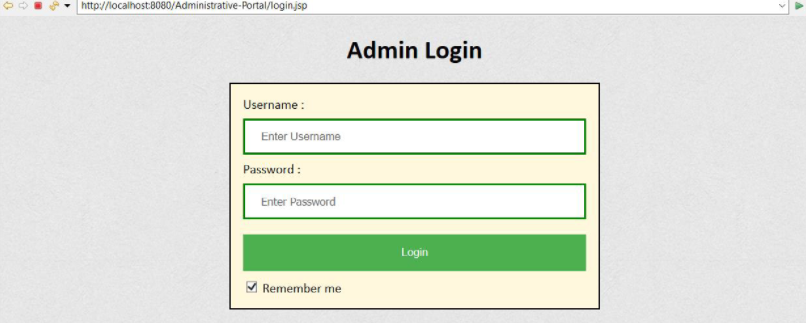 http://localhost:8080/Administrative-Portal/login.jsp
Admin Login
Username :
Enter Username
Password :
Enter Password
Login
Remember me